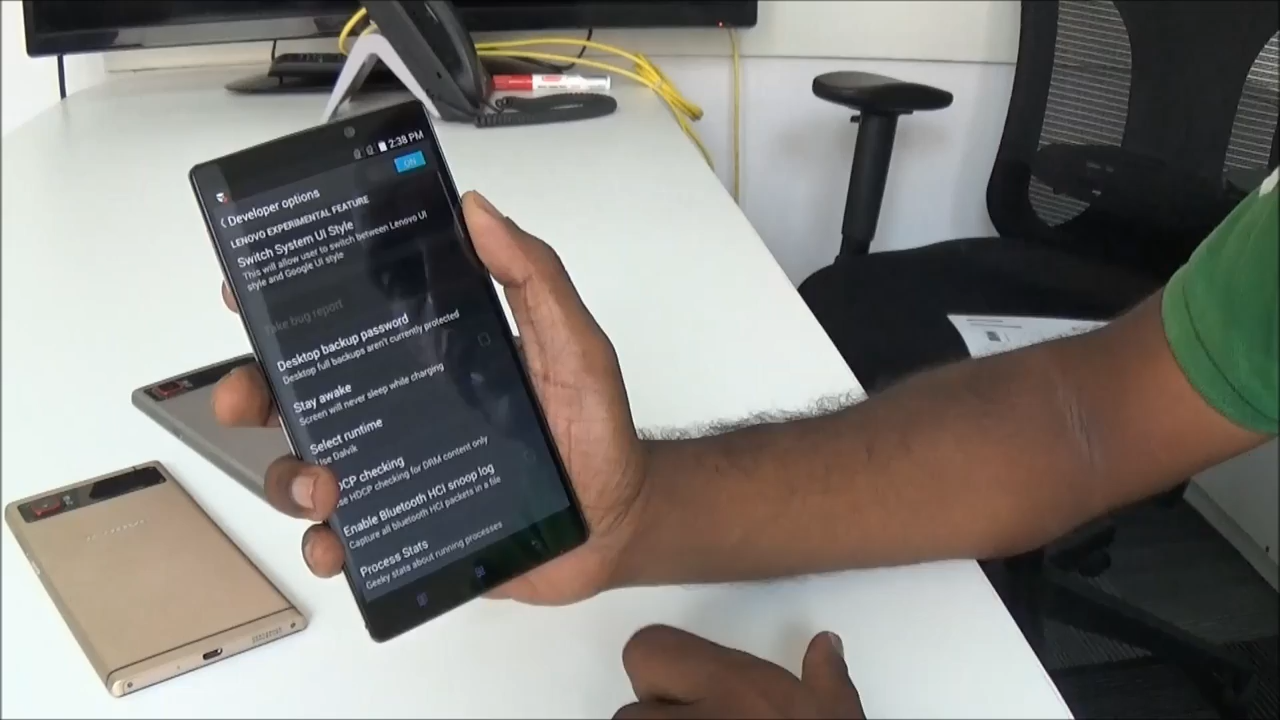 2:38 PM
ON
Developer options
LENOVO EXPERIMENTAL FEATURE
Switch System UI Style
This will allow user to switch between Lenovo UI
style and Google UI style
Take bug report
Desktop backup password
Desktop full backups aren't currently protected
Stay awake
Screen will never sleep while charging
Select runtime
Use Dalvik
HDCP checking
Use HDCP checking for DRM content only
Enable Bluetooth HCI snoop log
Capture all bluetooth HCI packets in a file
Process Stats
Geeky stats about running processes
lenovo